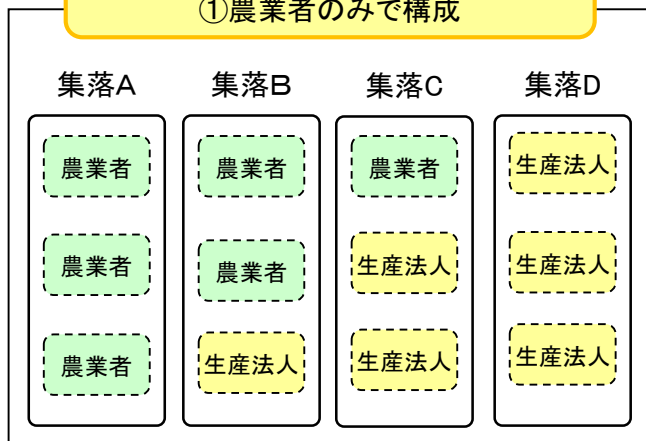 ①農業者のみで構成
集落A 集落B 集落C 集落D
農業者 農業者 農業者 生産法人
農業者 農業者 生産法人 生産法人
農業者 生産法人 生産法人 生産法人